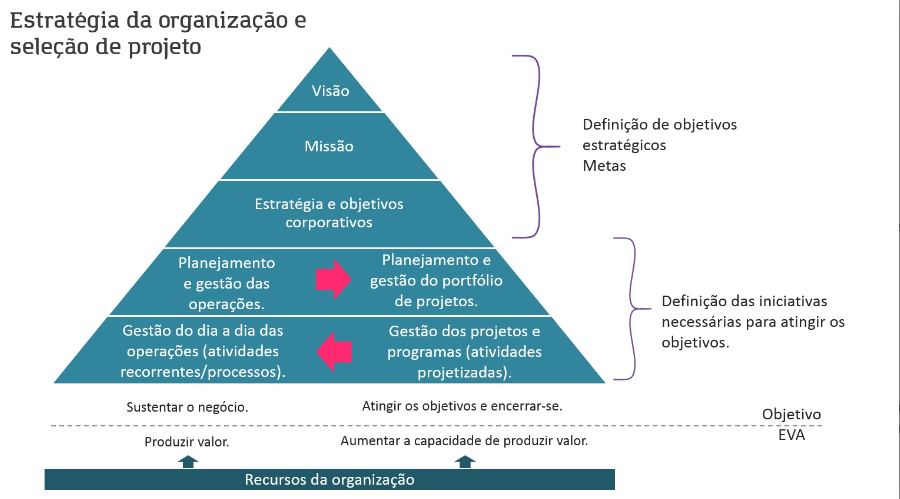 Estratégia da organização e
seleção de projeto
Visão
Missão
Estratégia e objetivos
corporativos
Definição de objetivos
estratégicos
Metas
Planejamento
e gestão das
operações.
Planejamento e
gestão do portfólio
de projetos.
Gestão do dia a dia das
operações (atividades
recorrentes/processos).
Gestão dos projetos e
programas (atividades
projetizadas).
Definição das iniciativas
necessárias para atingir os
objetivos.
Sustentar o negócio.
Atingir os objetivos e encerrar-se.
Objetivo
Produzir valor.
Aumentar a capacidade de produzir valor.
EVA
Recursos da organização